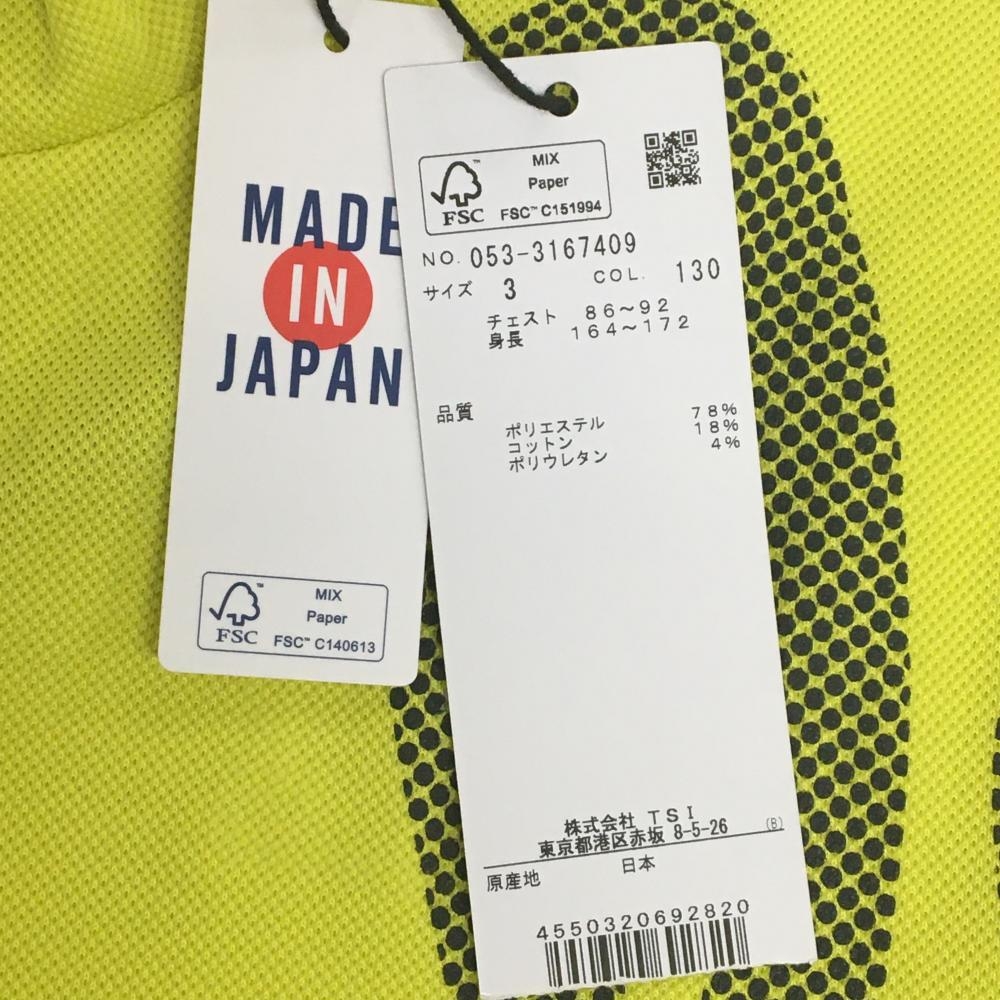 MADE
IN
JAPAN
FSC™
MIX
Paper
FSC™ C140613
FSC™
MIX
Paper
FSC™ C151994
NO. 053-3167409
サイズ 3 COL. 130
チェスト 86~92
身長 164~172
品質
ポリエステル 78%
コットン 18%
ポリウレタン 4%
株式会社 TSI
東京都港区赤坂 8-5-26 (B)
原産地 日本
4550320692820